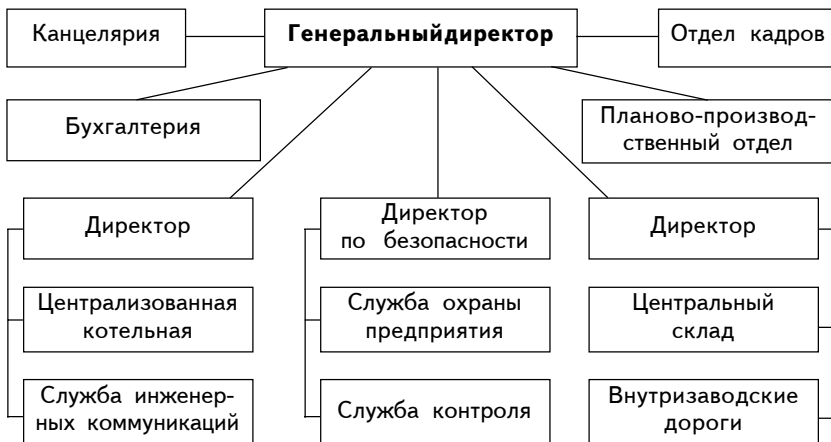 Канцелярия
Генеральныйдиректор
Отдел кадров
Бухгалтерия
Планово-производ-
ственный отдел
Директор
Директор
по безопасности
Директор
Централизованная
котельная
Служба охраны
предприятия
Центральный
склад
Служба инженер-
ных коммуникаций
Служба контроля
Внутризаводские
дороги